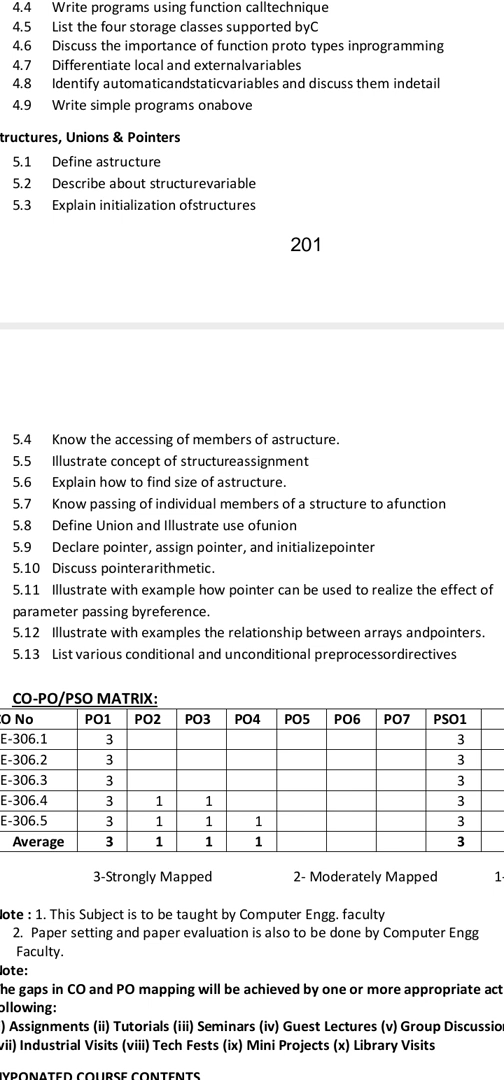 4.4 Write programs using function calltechnique
4.5 List the four storage classes supported byC
4.6 Discuss the importance of function proto types inprogramming
4.7 Differentiate local and externalvariables
4.8 Identify automaticandstaticvariables and discuss them indetail
4.9 Write simple programs onabove
tructures, Unions & Pointers
5.1 Define astructure
5.2 Describe about structurevariable
5.3 Explain initialization ofstructures
201
5.4 Know the accessing of members of astructure.
5.5 Illustrate concept of structureassignment
5.6 Explain how to find size of astructure.
5.7 Know passing of individual members of a structure to afunction
5.8 Define Union and Illustrate use ofunion
5.9 Declare pointer, assign pointer, and initializepointer
5.10 Discuss pointerarithmetic.
5.11 Illustrate with example how pointer can be used to realize the effect of
parameter passing byreference.
5.12 Illustrate with examples the relationship between arrays andpointers.
5.13 List various conditional and unconditional preprocessordirectives
CO-PO/PSO MATRIX:
O No PO1 PO2 PO3 PO4 PO5 PO6 PO7 PSO1
E-306.1 3 3
E-306.2 3 3
E-306.3 3 3
E-306.4 3 1 1 3
E-306.5 3 1 1 1 3
Average 3 1 1 1 3
3-Strongly Mapped 2- Moderately Mapped 1-
lote : 1. This Subject is to be taught by Computer Engg. faculty
2. Paper setting and paper evaluation is also to be done by Computer Engg
Faculty.
lote:
he gaps in CO and PO mapping will be achieved by one or more appropriate act
ollowing:
) Assignments (ii) Tutorials (iii) Seminars (iv) Guest Lectures (v) Group Discussion
vii) Industrial Visits (viii) Tech Fests (ix) Mini Projects (x) Library Visits
HYPONATED COURSE CONTENTS